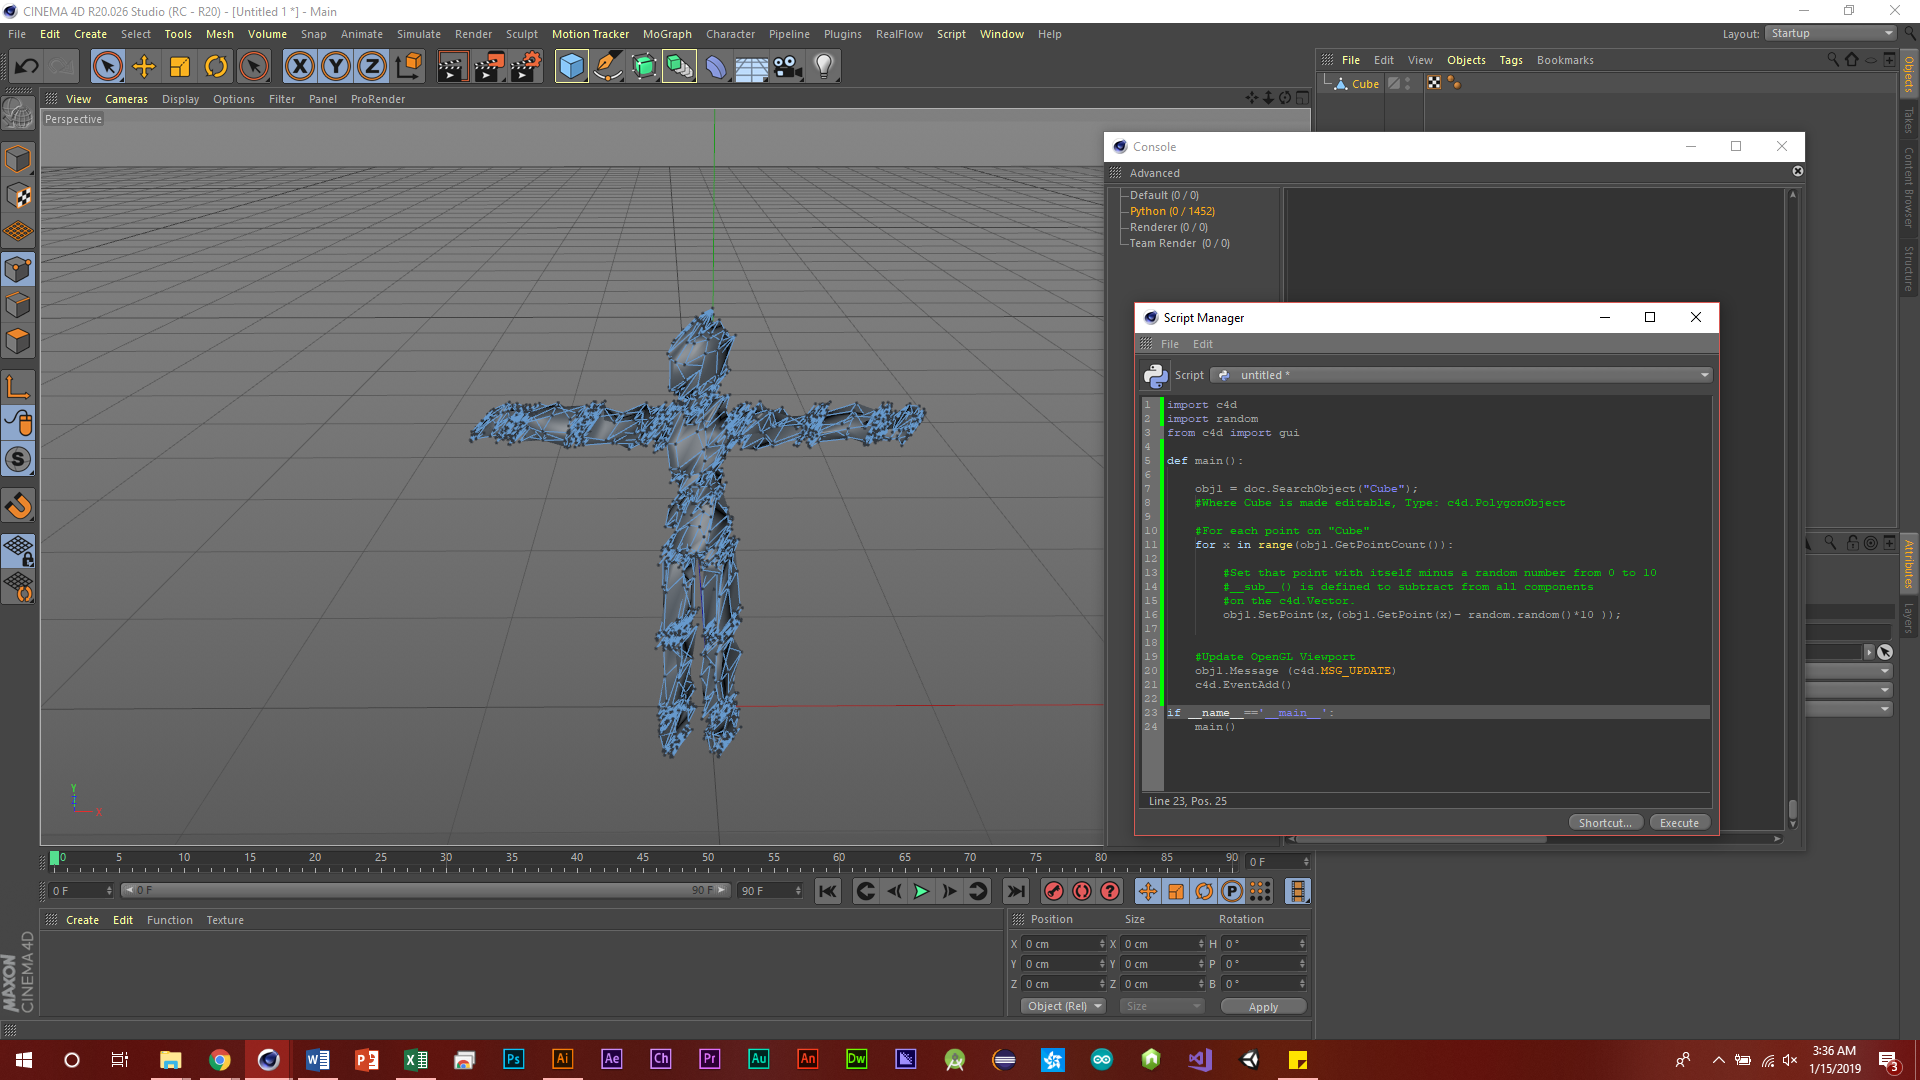 CINEMA 4D R20.026 Studio (RC - R20) - [Untitled 1 *] - Main
File Edit Create Select Tools Mesh Volume Snap Animate Simulate Render Sculpt Motion Tracker MoGraph Character Pipeline Plugins RealFlow Script Window Help
Layout: Startup
X Y Z
File Edit View Objects Tags Bookmarks
Cube
Objects
Takes
Content Browser
Structure
View Cameras Display Options Filter Panel ProRender
Perspective
Console
Advanced
Default (0 / 0)
Python (0 / 1452)
Renderer (0 / 0)
Team Render (0 / 0)
Script Manager
File Edit
Script untitled *
1 import c4d
2 import random
3 from c4d import gui
4
5 def main():
6
7 obj1 = doc.SearchObject("Cube");
8 #Where Cube is made editable, Type: c4d.PolygonObject
9
10 #For each point on "Cube"
11 for x in range(obj1.GetPointCount()):
12
13 #Set that point with itself minus a random number from 0 to 10
14 #__sub__() is defined to subtract from all components
15 #on the c4d.Vector.
16 obj1.SetPoint(x,(obj1.GetPoint(x)- random.random()*10 ));
17
18
19 #Update OpenGL Viewport
20 obj1.Message (c4d.MSG_UPDATE)
21 c4d.EventAdd()
22
23 if __name__=='__main__':
24 main()
Line 23, Pos. 25
Shortcut... Execute
Attributes
Layers
S
Y
X
0 5 10 15 20 25 30 35 40 45 50 55 60 65 70 75 80 85 90 0 F
0 F 0 F 90 F 90 F
P
Create Edit Function Texture
Position Size Rotation
X 0 cm X 0 cm H 0 °
Y 0 cm Y 0 cm P 0 °
Z 0 cm Z 0 cm B 0 °
Object (Rel) Size Apply
MAXON
CINEMA 4D
Ps Ai Ae Ch Pr Au An Dw
3:36 AM
1/15/2019
3